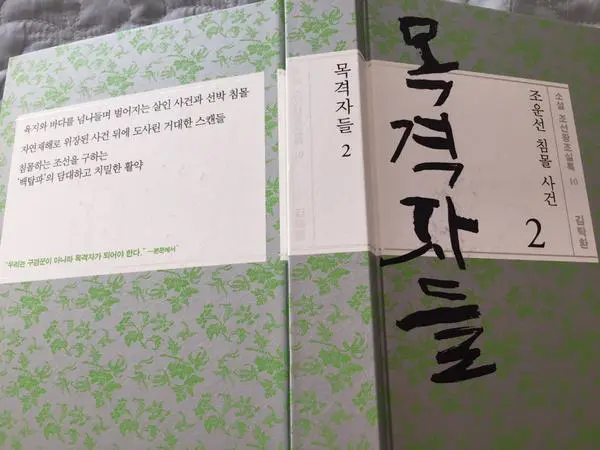 육지와 바다를 넘나들며 벌어지는 살인 사건과 선박 침몰
자연재해로 위장된 사건 뒤에 도사린 거대한 스캔들
침몰하는 조선을 구하는
'백탑파'의 담대하고 치밀한 활약
"우리는 구경꾼이 아니라 목격자가 되어야 한다." —본문에서
목격자들 2
목격자들
조운선 침몰 사건 2
소설 조선왕조실록 10
김탁환